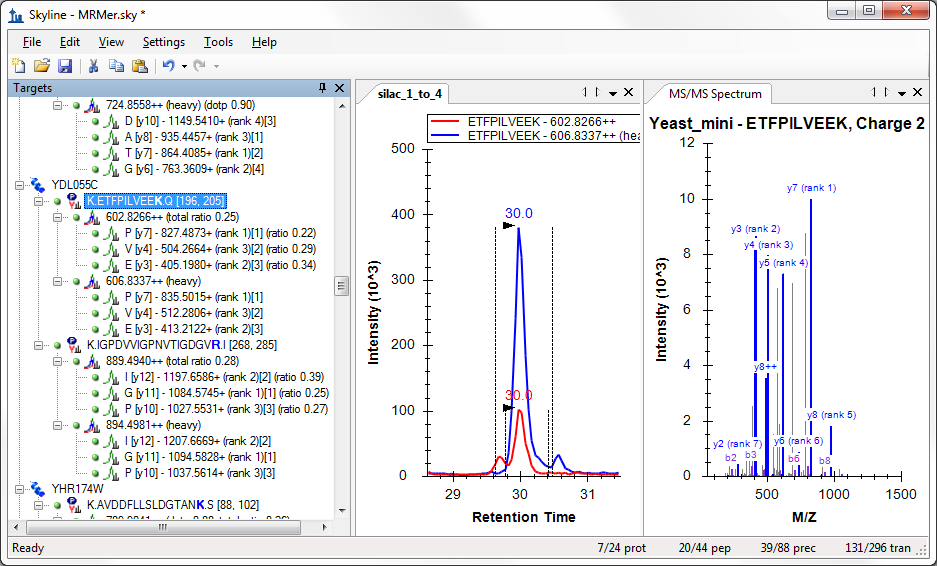 Skyline - MRMer.sky *
File Edit View Settings Tools Help
Targets
724.8558++ (heavy) (dotp 0.90)
D [y10] - 1149.5410+ (rank 4)[3]
A [y8] - 935.4457+ (rank 3)[1]
T [y7] - 864.4085+ (rank 1)[2]
G [y6] - 763.3609+ (rank 2)[4]
YDL055C
K.ETFPILVEEKQ [196, 205]
602.8266++ (total ratio 0.25)
P [y7] - 827.4873+ (rank 1)[1] (ratio 0.22)
V [y4] - 504.2664+ (rank 3)[2] (ratio 0.29)
E [y3] - 405.1980+ (rank 2)[3] (ratio 0.34)
606.8337++ (heavy)
P [y7] - 835.5015+ (rank 1)[1]
V [y4] - 512.2806+ (rank 3)[2]
E [y3] - 413.2122+ (rank 2)[3]
K.IGPDVVIGPNVTIGDGVR.I [268, 285]
889.4940++ (total ratio 0.28)
I [y12] - 1197.6586+ (rank 2)[2] (ratio 0.39)
G [y11] - 1084.5745+ (rank 1)[1] (ratio 0.25)
P [y10] - 1027.5531+ (rank 3)[3] (ratio 0.27)
894.4981++ (heavy)
I [y12] - 1207.6669+ (rank 2)[2]
G [y11] - 1094.5828+ (rank 1)[1]
P [y10] - 1037.5614+ (rank 3)[3]
YHR174W
K.AVDDFLLSLDGTANK.S [88, 102]
silac_1_to_4
ETFPILVEEK - 602.8266++
ETFPILVEEK - 606.8337++ (hea
500
400
300
200
100
0
Intensity (10^3)
30.0
30.0
29 30 31
Retention Time
MS/MS Spectrum
Yeast_mini - ETFPILVEEK, Charge 2
12
10
8
6
4
2
0
Intensity (10^3)
y7 (rank 1)
y3 (rank 2)
y4 (rank 3)
y5 (rank 4)
y8++
y8 (rank 5)
y2 (rank 7) y6 (rank 6)
b2 b3 b6 b8
500 1000 1500
M/Z
Ready 7/24 prot 20/44 pep 39/88 prec 131/296 tran